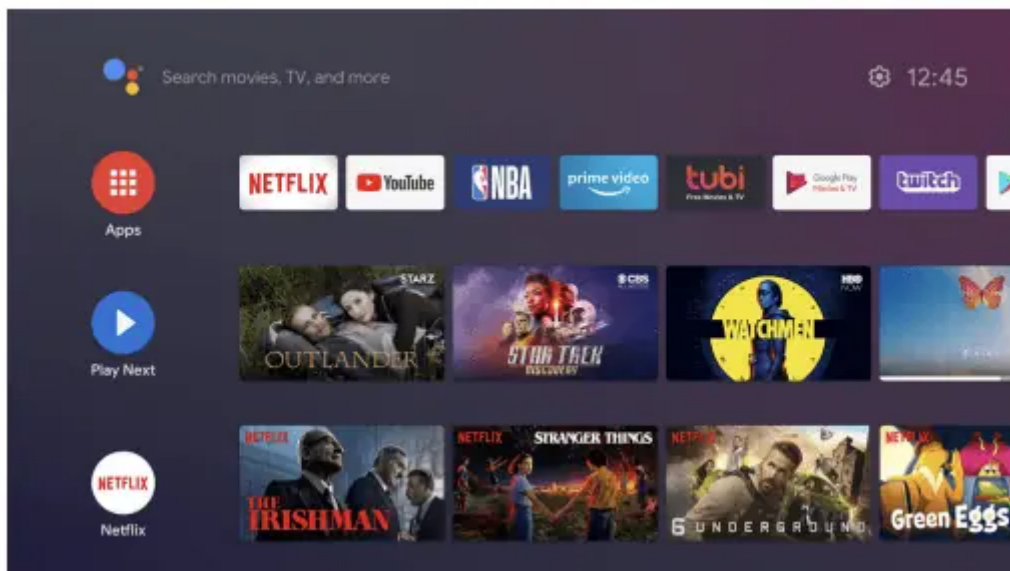 Search movies, TV, and more
12:45
NETFLIX
YouTube
NBA
prime video
tubi
Free Movies & TV
Google Play
Movies & TV
twitch
Apps
STARZ
OUTLANDER
CBS
STAR TREK
DISCOVERY
HBO
NOW
WATCHMEN
Play Next
NETFLIX
THE
IRISHMAN
NETFLIX
STRANGER THINGS
NETFLIX
6 UNDERGROUND
NETFLIX
Green Eggs
NETFLIX
Netflix